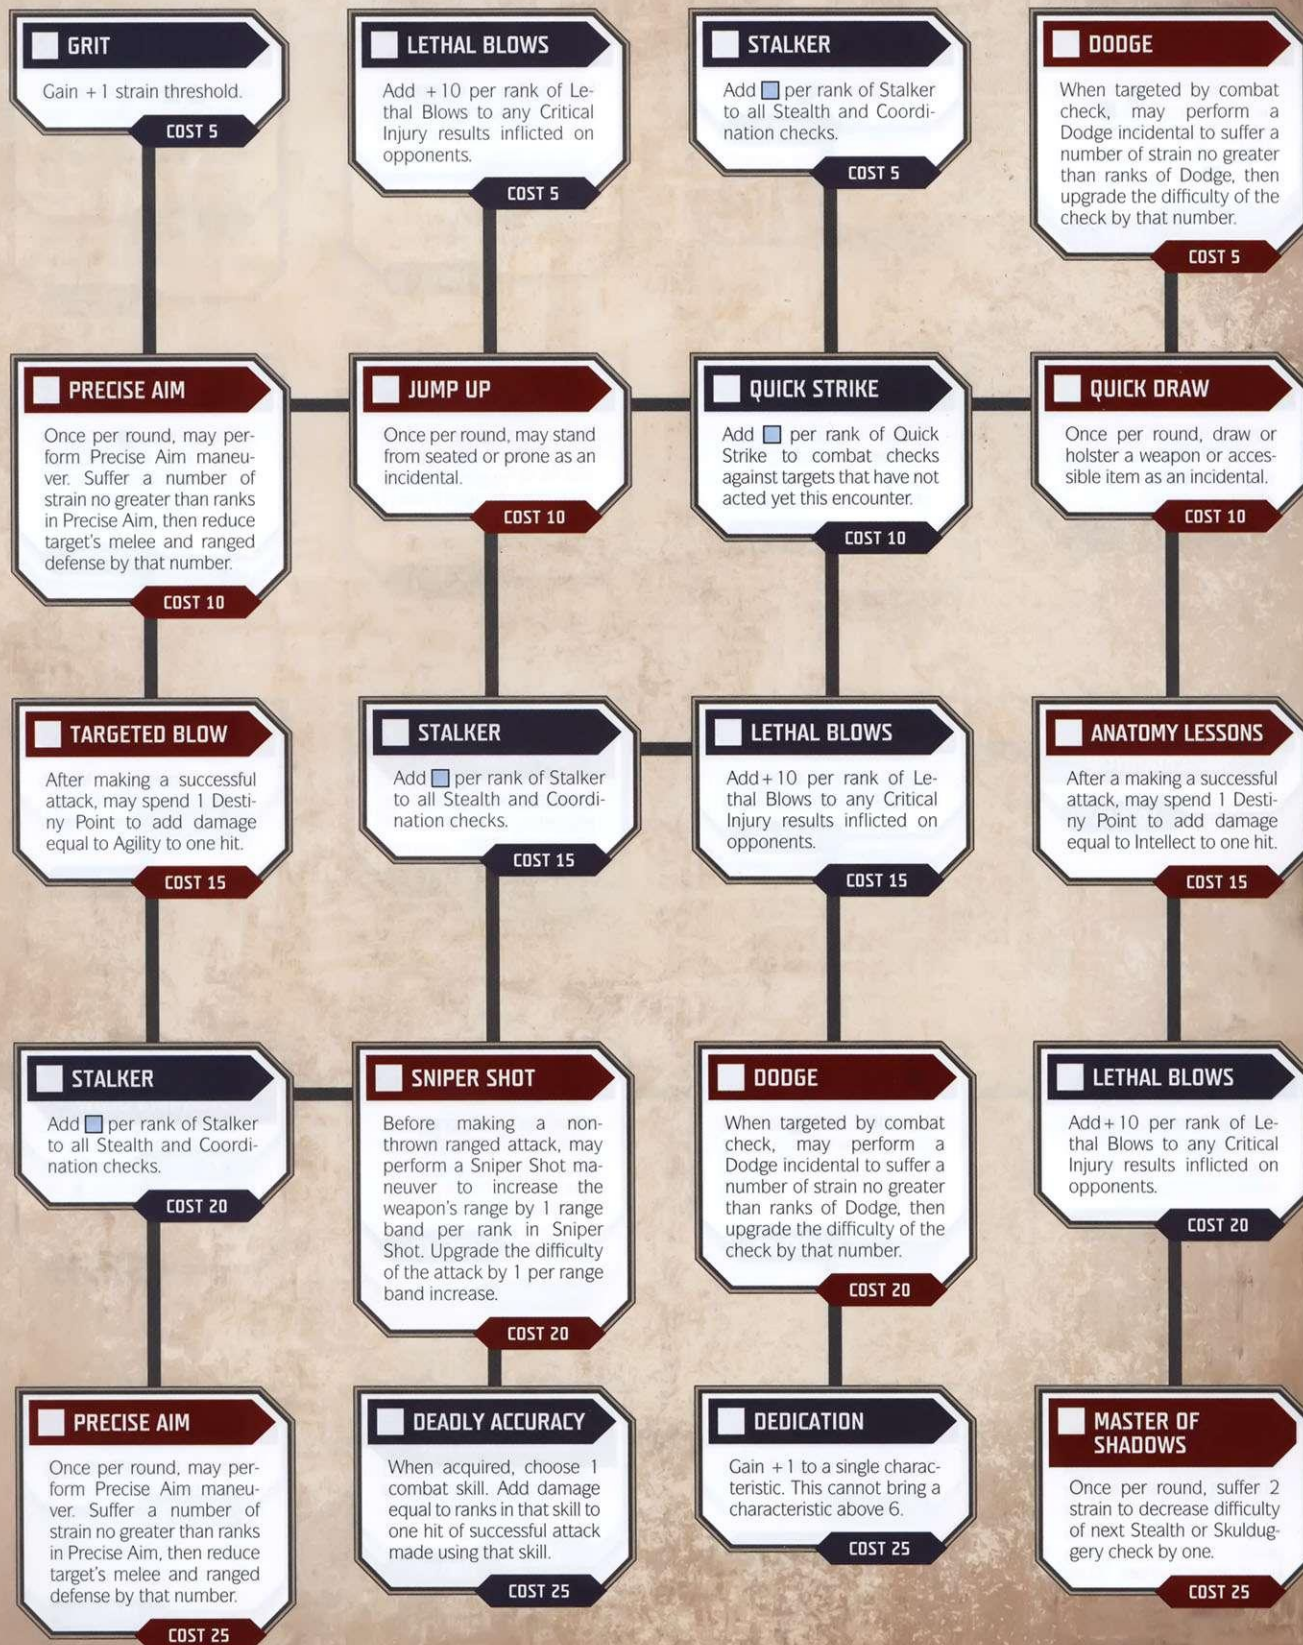 GRIT
Gain +1 strain threshold.
COST 5
LETHAL BLOWS
Add +10 per rank of Le-
thal Blows to any Critical
Injury results inflicted on
opponents.
COST 5
STALKER
Add per rank of Stalker
to all Stealth and Coordi-
nation checks.
COST 5
DODGE
When targeted by combat
check, may perform a
Dodge incidental to suffer a
number of strain no greater
than ranks of Dodge, then
upgrade the difficulty of the
check by that number.
COST 5
PRECISE AIM
Once per round, may per-
form Precise Aim maneu-
ver. Suffer a number of
strain no greater than ranks
in Precise Aim, then reduce
target's melee and ranged
defense by that number.
COST 10
JUMP UP
Once per round, may stand
from seated or prone as an
incidental.
COST 10
QUICK STRIKE
Add per rank of Quick
Strike to combat checks
against targets that have not
acted yet this encounter.
COST 10
QUICK DRAW
Once per round, draw or
holster a weapon or acces-
sible item as an incidental.
COST 10
TARGETED BLOW
After making a successful
attack, may spend 1 Desti-
ny Point to add damage
equal to Agility to one hit.
COST 15
STALKER
Add per rank of Stalker
to all Stealth and Coordi-
nation checks.
COST 15
LETHAL BLOWS
Add+10 per rank of Le-
thal Blows to any Critical
Injury results inflicted on
opponents.
COST 15
ANATOMY LESSONS
After a making a successful
attack, may spend 1 Desti-
ny Point to add damage
equal to Intellect to one hit.
COST 15
STALKER
Add per rank of Stalker
to all Stealth and Coordi-
nation checks.
COST 20
SNIPER SHOT
Before making a non-
thrown ranged attack, may
perform a Sniper Shot ma-
neuver to increase the
weapon's range by 1 range
band per rank in Sniper
Shot. Upgrade the difficulty
of the attack by 1 per range
band increase.
COST 20
DODGE
When targeted by combat
check, may perform a
Dodge incidental to suffer a
number of strain no greater
than ranks of Dodge, then
upgrade the difficulty of the
check by that number.
COST 20
LETHAL BLOWS
Add+10 per rank of Le-
thal Blows to any Critical
Injury results inflicted on
opponents.
COST 20
PRECISE AIM
Once per round, may per-
form Precise Aim maneu-
ver. Suffer a number of
strain no greater than ranks
in Precise Aim, then reduce
target's melee and ranged
defense by that number.
COST 25
DEADLY ACCURACY
When acquired, choose 1
combat skill. Add damage
equal to ranks in that skill to
one hit of successful attack
made using that skill.
COST 25
DEDICATION
Gain +1 to a single charac-
teristic. This cannot bring a
characteristic above 6.
COST 25
MASTER OF
SHADOWS
Once per round, suffer 2
strain to decrease difficulty
of next Stealth or Skuldug-
gery check by one.
COST 25